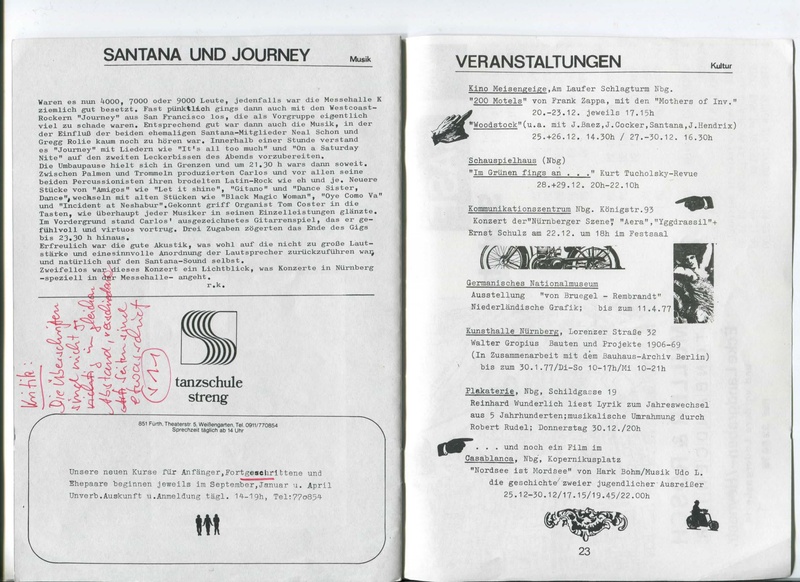 SANTANA UND JOURNEY
Musik
Waren es nun 4000, 7000 oder 9000 Leute, jedenfalls war die Messehalle K
ziemlich gut besetzt. Fast pünktlich gings dann auch mit den Westcoast-
Rockern "Journey" aus San Francisco los, die als Vorgruppe eigentlich
viel zu schade waren. Entsprechend gut war dann auch die Musik, in der
der Einfluß der beiden ehemaligen Santana-Mitglieder Neal Schon und
Gregg Rolie kaum noch zu hören war. Innerhalb einer Stunde verstand
es "Journey" mit Liedern wie "It's all too much" und "On a Saturday
Nite" auf den zweiten Leckerbissen des Abends vorzubereiten.
Die Umbaupause hielt sich in Grenzen und um 21.30 h wars dann soweit.
Zwischen Palmen und Trommeln produzierten Carlos und vor allen seine
beiden Percussionisten ihren brodelten Latin-Rock wie eh und je. Neuere
Stücke von "Amigos" wie "Let it shine", "Gitano" und "Dance Sister,
Dance", wechseln mit alten Stücken wie "Black Magic Woman", "Oye Como Va"
und "Incident at Neshabur".Gekonnt griff Organist Tom Coster in die
Tasten, wie überhaupt jeder Musiker in seinen Einzelleistungen glänzte.
Im Vordergrund stand Carlos' ausgezeichnetes Gitarrenspiel, das er ge-
fühlvoll und virtuos vortrug. Drei Zugaben zögerten das Ende des Gigs
bis 23.30 h hinaus.
Erfreulich war die gute Akustik, was wohl auf die nicht zu große Laut-
stärke und einesinnvolle Anordnung der Lautsprecher zurückzuführen war,
und natürlich auf den Santana-Sound selbst.
Zweifellos war dieses Konzert ein Lichtblick, was Konzerte in Nürnberg
-speziell in der Messehalle- angeht.
r.k.
Kritik:
Die Überschriften
sind nicht
im gleichen
Abstand, verschiedene
Seiten sind
etwas schief
tanzschule
streng
851 Fürth, Theaterstr. 5, Weißengarten, Tel. 0911/770854
Sprechzeit täglich ab 14 Uhr
Unsere neuen Kurse für Anfänger,Fortgeschrittene und
Ehepaare beginnen jeweils im September,Januar u. April
Unverb.Auskunft u.Anmeldung tägl. 14-19h, Tel:770854
VERANSTALTUNGEN
Kultur
Kino Meisengeige,Am Laufer Schlagturm Nbg.
"200 Motels" von Frank Zappa, mit den "Mothers of Inv."
20.-23.12. jeweils 17.15h
"Woodstock"(u.a. mit J.Baez,J.Cocker,Santana,J.Hendrix)
25.+26.12. 14.30h / 27.-30.12. 16.30h
Schauspielhaus (Nbg)
"Im Grünen fings an . . ." Kurt Tucholsky-Revue
28.+29.12. 20h-22.10h
Kommunikationszentrum Nbg. Königstr.93
Konzert der"Nürnberger Szene", "Aera","Yggdrassil"+
Ernst Schulz am 22.12. um 18h im Festsaal
Germanisches Nationalmuseum
Ausstellung "von Bruegel - Rembrandt"
Niederländische Grafik; bis zum 11.4.77
Kunsthalle Nürnberg, Lorenzer Straße 32
Walter Gropius Bauten und Projekte 1906-69
(In Zusammenarbeit mit dem Bauhaus-Archiv Berlin)
bis zum 30.1.77/Di-So 10-17h/Mi 10-21h
Plakaterie, Nbg, Schildgasse 19
Reinhard Wunderlich liest Lyrik zum Jahreswechsel
aus 5 Jahrhunderten;musikalische Umrahmung durch
Robert Rudel; Donnerstag 30.12./20h
. . . und noch ein Film im
Casablanca, Nbg, Kopernikusplatz
"Nordsee ist Mordsee" von Hark Bohm/Musik Udo L.
die geschichte zweier jugendlicher Ausreißer
25.12-30.12/17.15/19.45/22.00h
23